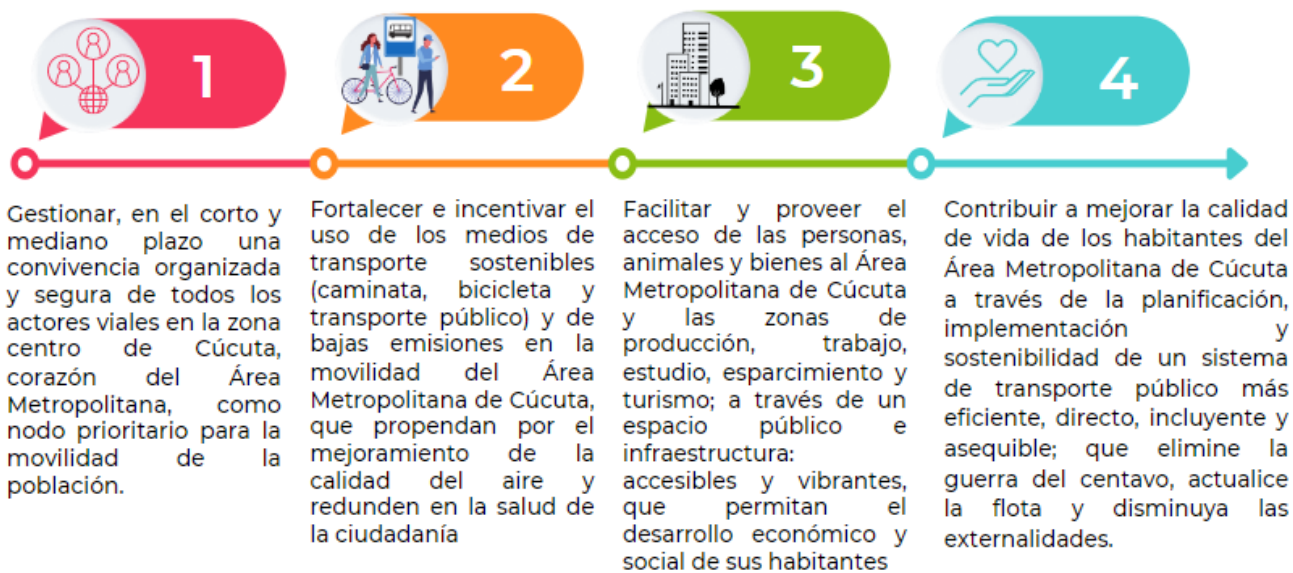 1
Gestionar, en el corto y
mediano plazo una
convivencia organizada
y segura de todos los
actores viales en la zona
centro de Cúcuta,
corazón del Área
Metropolitana, como
nodo prioritario para la
movilidad de la
población.
2
Fortalecer e incentivar el
uso de los medios de
transporte sostenibles
(caminata, bicicleta y
transporte público) y de
bajas emisiones en la
movilidad del Área
Metropolitana de Cúcuta,
que propendan por el
mejoramiento de la
calidad del aire y
redunden en la salud de
la ciudadanía
3
Facilitar y proveer el
acceso de las personas,
animales y bienes al Área
Metropolitana de Cúcuta
y las zonas de
producción, trabajo,
estudio, esparcimiento y
turismo; a través de un
espacio público e
infraestructura:
accesibles y vibrantes,
que permitan el
desarrollo económico y
social de sus habitantes
4
Contribuir a mejorar la calidad
de vida de los habitantes del
Área Metropolitana de Cúcuta
a través de la planificación,
implementación y
sostenibilidad de un sistema
de transporte público más
eficiente, directo, incluyente y
asequible; que elimine la
guerra del centavo, actualice
la flota y disminuya las
externalidades.